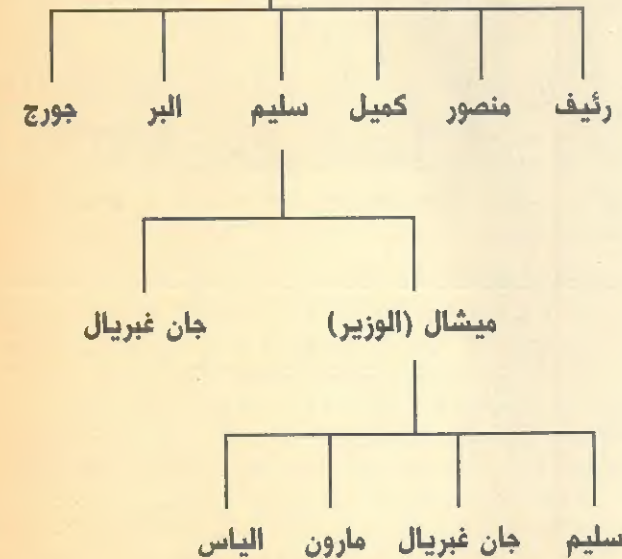 رئيف منصور كميل سليم البر جورج
ميشال (الوزير) جان غبريال
سليم جان غبريال مارون الياس